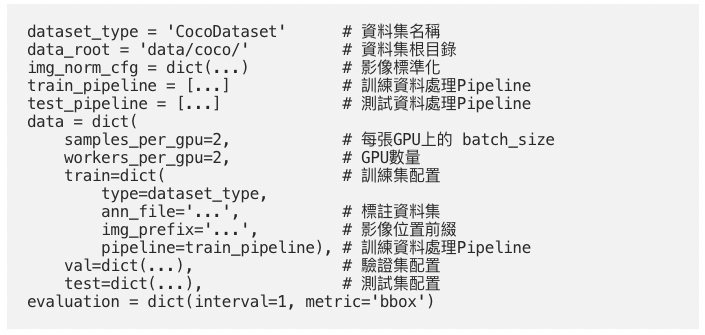 dataset_type = 'CocoDataset'      # 資料集名稱
data_root = 'data/coco/'          # 資料集根目錄
img_norm_cfg = dict(...)          # 影像標準化
train_pipeline = [...]            # 訓練資料處理Pipeline
test_pipeline = [...]             # 測試資料處理Pipeline
data = dict(
    samples_per_gpu=2,            # 每張GPU上的 batch_size
    workers_per_gpu=2,            # GPU數量
    train=dict(                   # 訓練集配置
        type=dataset_type,
        ann_file='...',           # 標註資料集
        img_prefix='...',         # 影像位置前綴
        pipeline=train_pipeline), # 訓練資料處理Pipeline
    val=dict(...),                # 驗證集配置
    test=dict(...),               # 測試集配置
evaluation = dict(interval=1, metric='bbox')